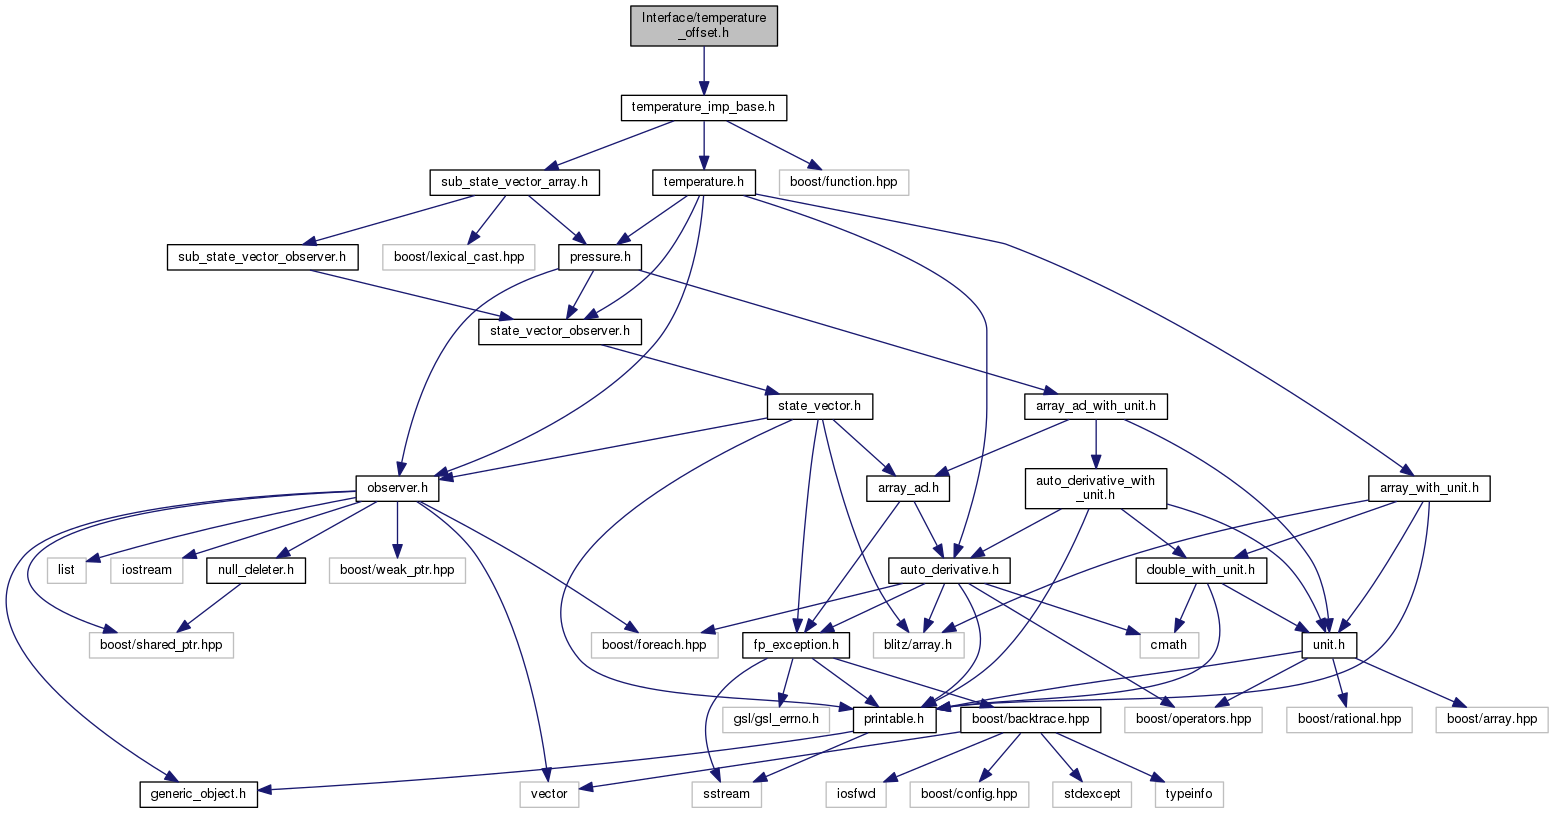 Interface/temperature
_offset.h
temperature_imp_base.h
sub_state_vector_array.h
temperature.h
boost/function.hpp
sub_state_vector_observer.h
boost/lexical_cast.hpp
pressure.h
state_vector_observer.h
state_vector.h
array_ad_with_unit.h
observer.h
array_ad.h
auto_derivative_with
_unit.h
array_with_unit.h
list
iostream
null_deleter.h
boost/weak_ptr.hpp
auto_derivative.h
double_with_unit.h
boost/shared_ptr.hpp
boost/foreach.hpp
fp_exception.h
blitz/array.h
cmath
unit.h
gsl/gsl_errno.h
printable.h
boost/backtrace.hpp
boost/operators.hpp
boost/rational.hpp
boost/array.hpp
generic_object.h
vector
sstream
iosfwd
boost/config.hpp
stdexcept
typeinfo